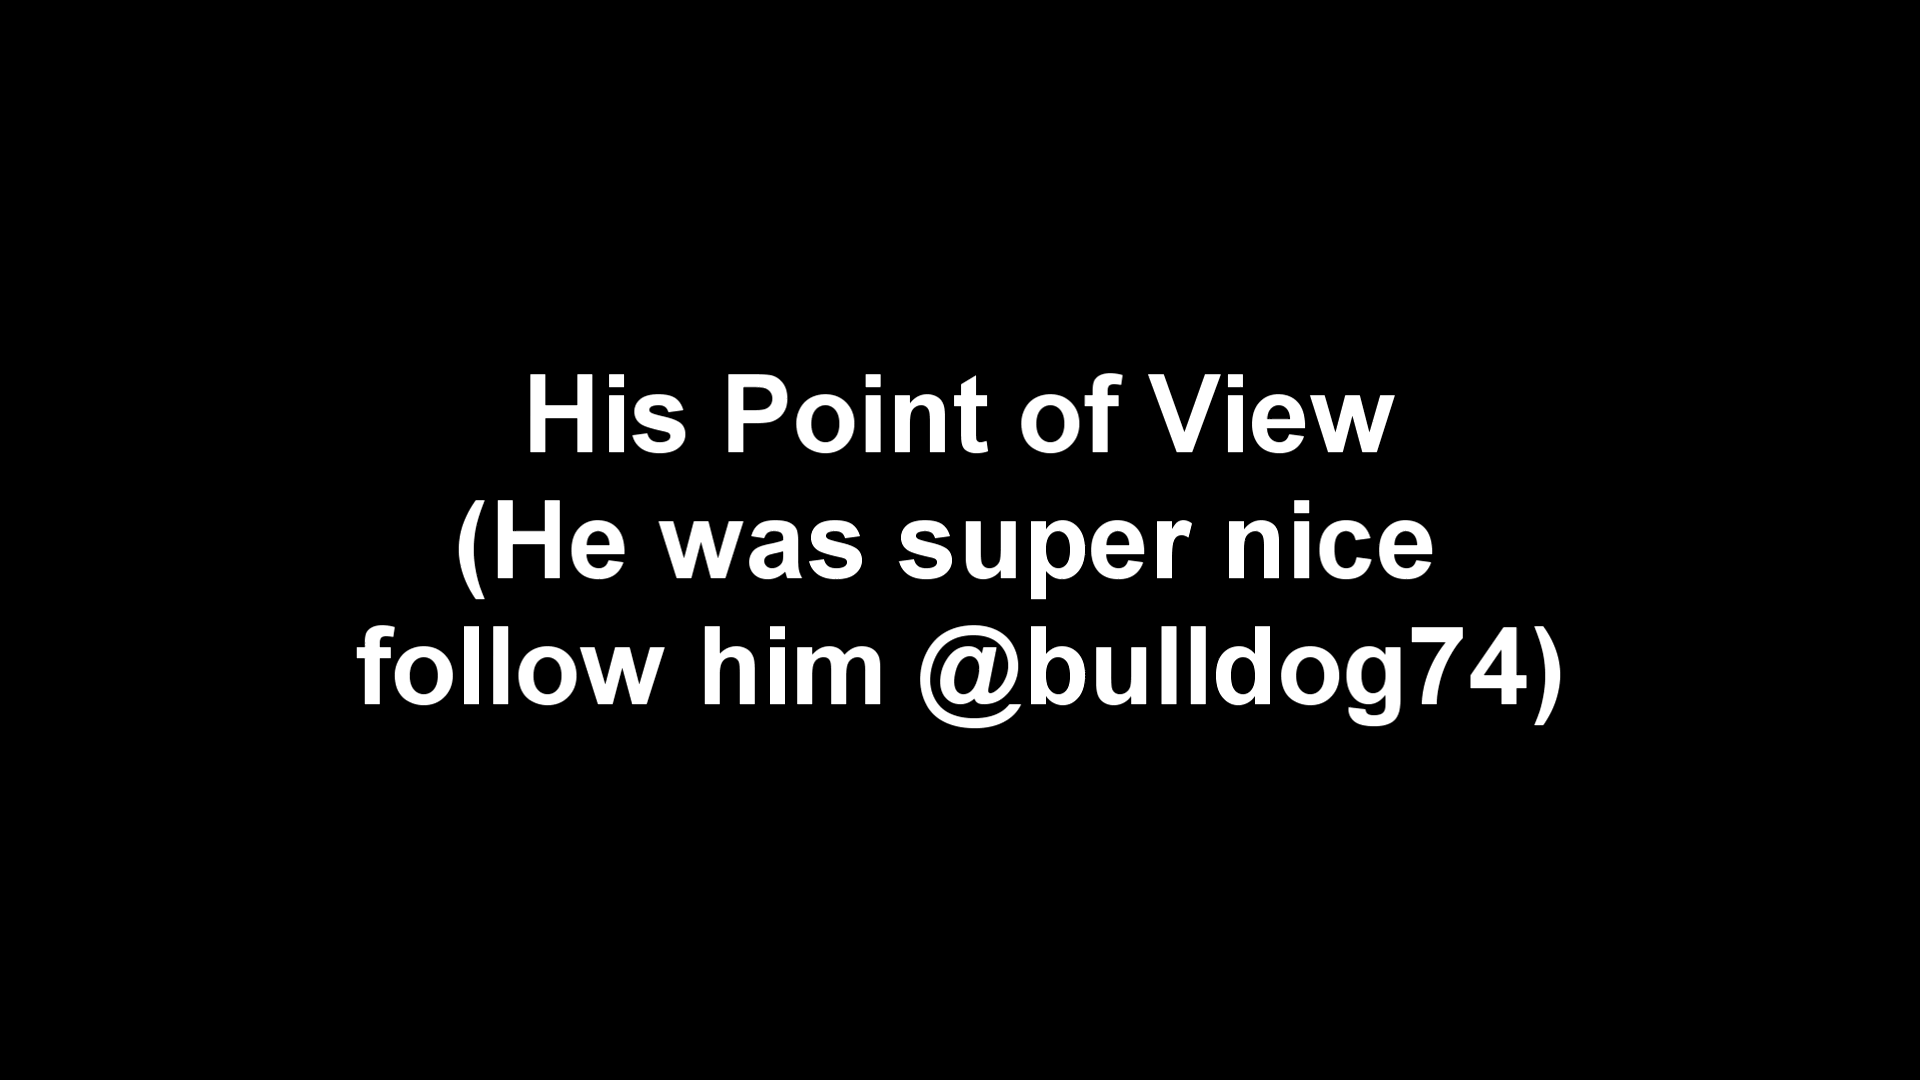 His Point of View
(He was super nice
follow him @bulldog74)